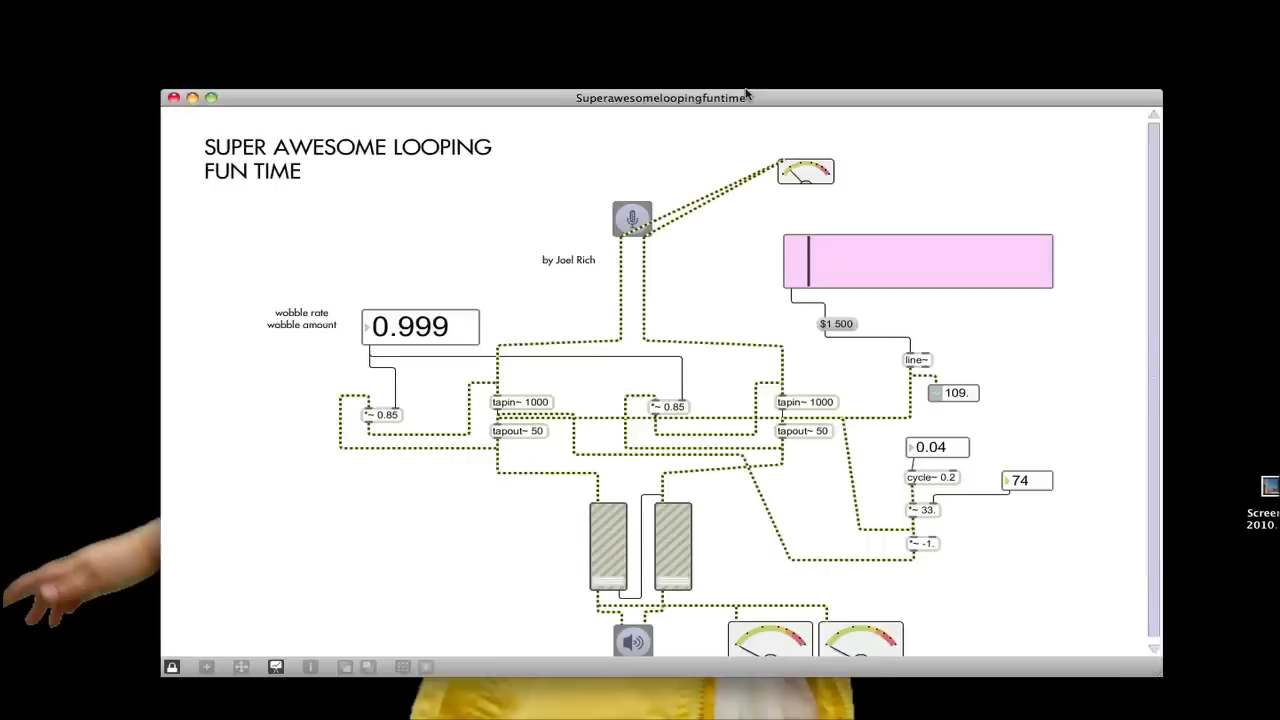 Superawesomeloopingfuntime
SUPER AWESOME LOOPING
FUN TIME
by Joel Rich
wobble rate
wobble amount
0.999
$1 500
line~
109.
*~ 0.85
tapin~ 1000
*~ 0.85
tapin~ 1000
tapout~ 50
tapout~ 50
0.04
cycle~ 0.2
74
*~ 33.
*~ -1.
Screen
2010.